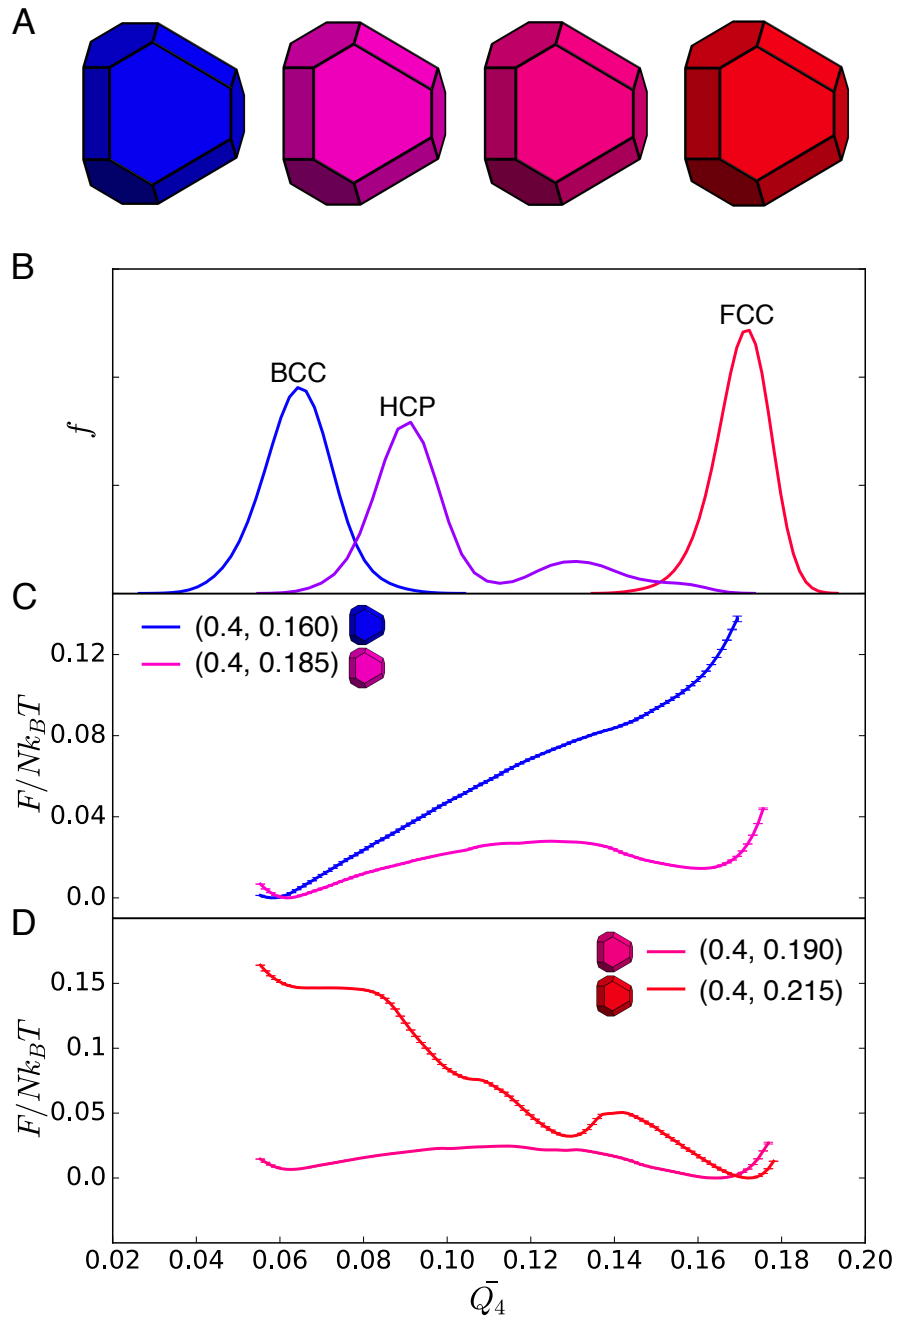 A
B
f
BCC
HCP
FCC
C
F/Nk_BT
0.12
0.08
0.04
0.0
(0.4, 0.160)
(0.4, 0.185)
D
F/Nk_BT
0.15
0.1
0.05
0.0
(0.4, 0.190)
(0.4, 0.215)
0.02 0.04 0.06 0.08 0.10 0.12 0.14 0.16 0.18 0.20
Q̄_4